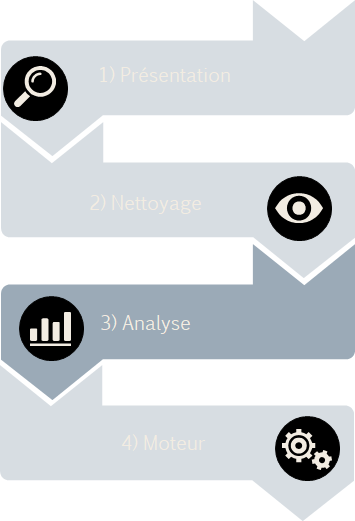 1) Présentation
2) Nettoyage
3) Analyse
4) Moteur